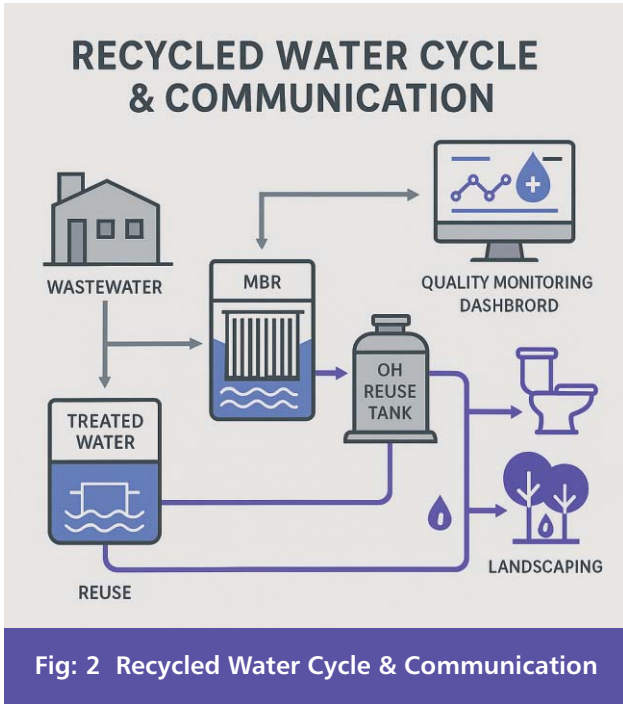 RECYCLED WATER CYCLE
& COMMUNICATION
WASTEWATER
MBR
QUALITY MONITORING
DASHBRORD
OH
REUSE
TANK
TREATED
WATER
LANDSCAPING
REUSE
Fig: 2 Recycled Water Cycle & Communication